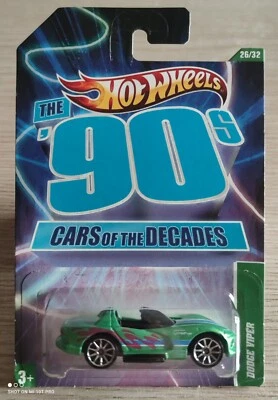 HOT WHEELS
26/32
THE
'90s
CARS OF THE DECADES
DODGE VIPER
3+
SHOT ON MI 10T PRO